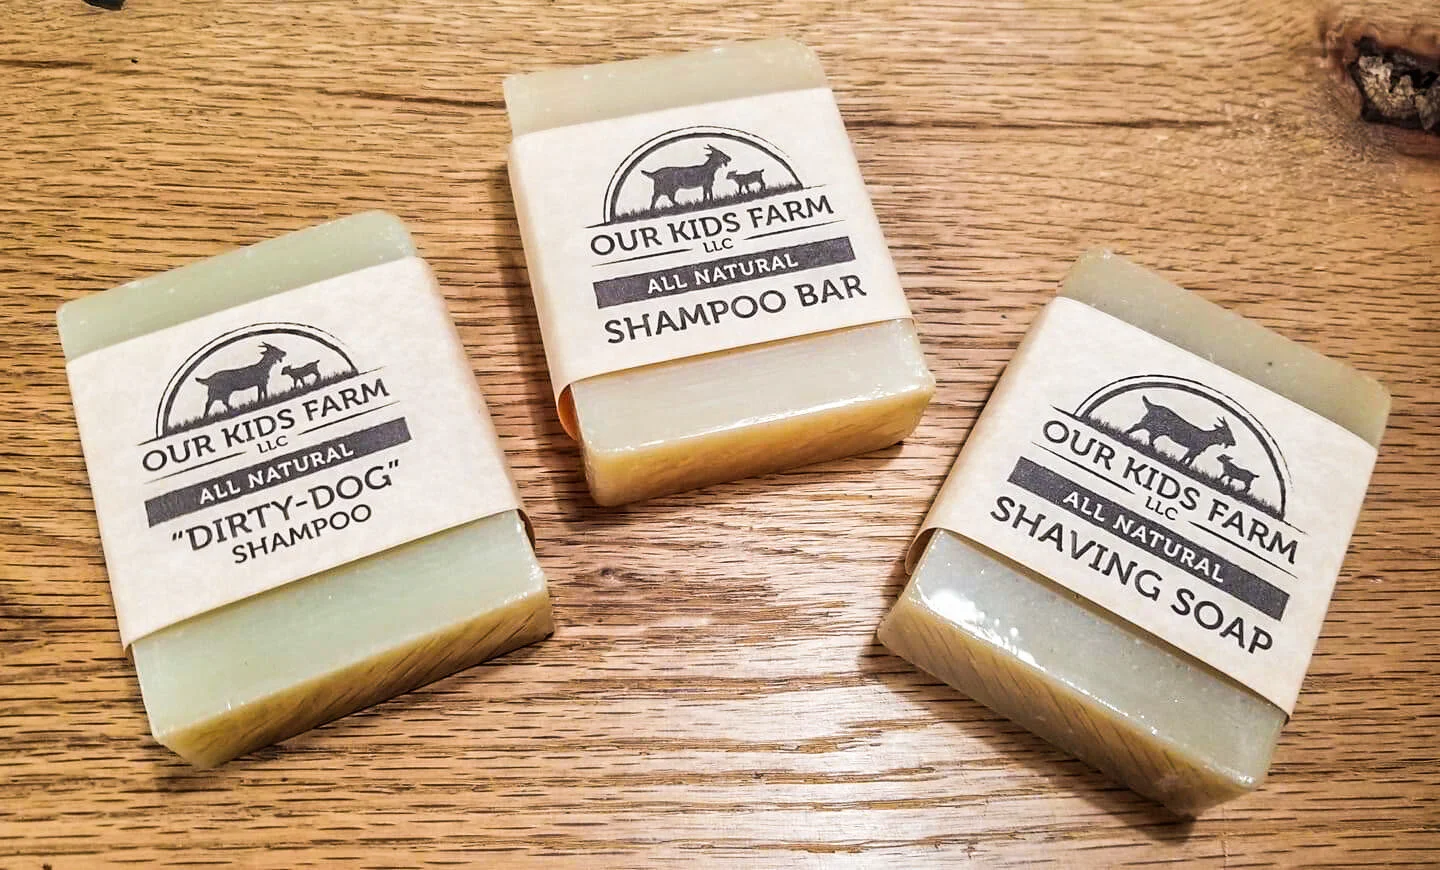 OUR KIDS FARM
LLC
ALL NATURAL
"DIRTY-DOG"
SHAMPOO
OUR KIDS FARM
LLC
ALL NATURAL
SHAMPOO BAR
OUR KIDS FARM
LLC
ALL NATURAL
SHAVING SOAP